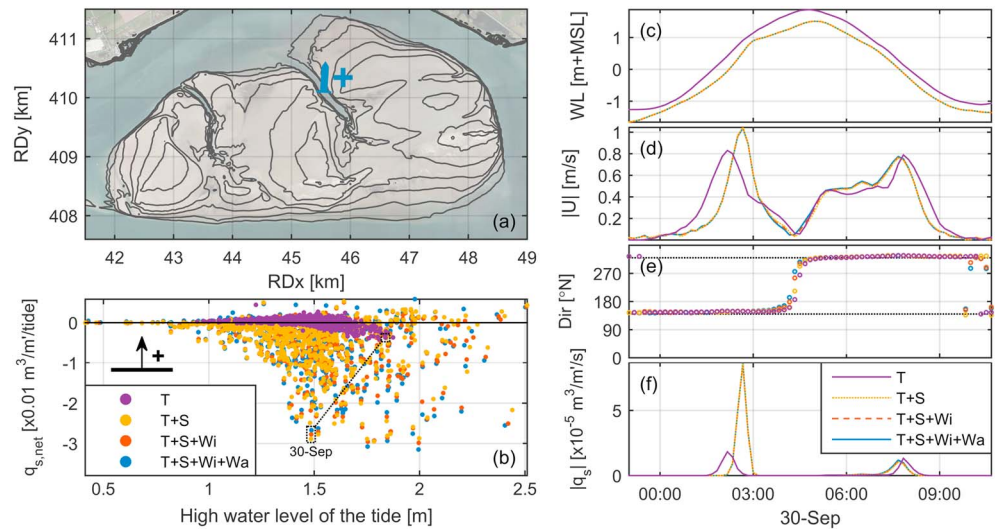 411
410
409
408
RDy [km]
42
43
44
45
46
47
48
49
RDx [km]
+
(a)
0
-1
-2
-3
q_s,net [x0.01 m³/m'/tide]
+
T
T+S
T+S+Wi
T+S+Wi+Wa
30-Sep
(b)
0.5
1
1.5
2
2.5
High water level of the tide [m]
(c)
1
0
-1
WL [m+MSL]
(d)
1
0.8
0.6
0.4
0.2
|U| [m/s]
(e)
270
180
90
0
Dir [°N]
(f)
5
0
|q_s| [x10⁻⁵ m³/m'/s]
T
T+S
T+S+Wi
T+S+Wi+Wa
00:00
03:00
06:00
09:00
30-Sep